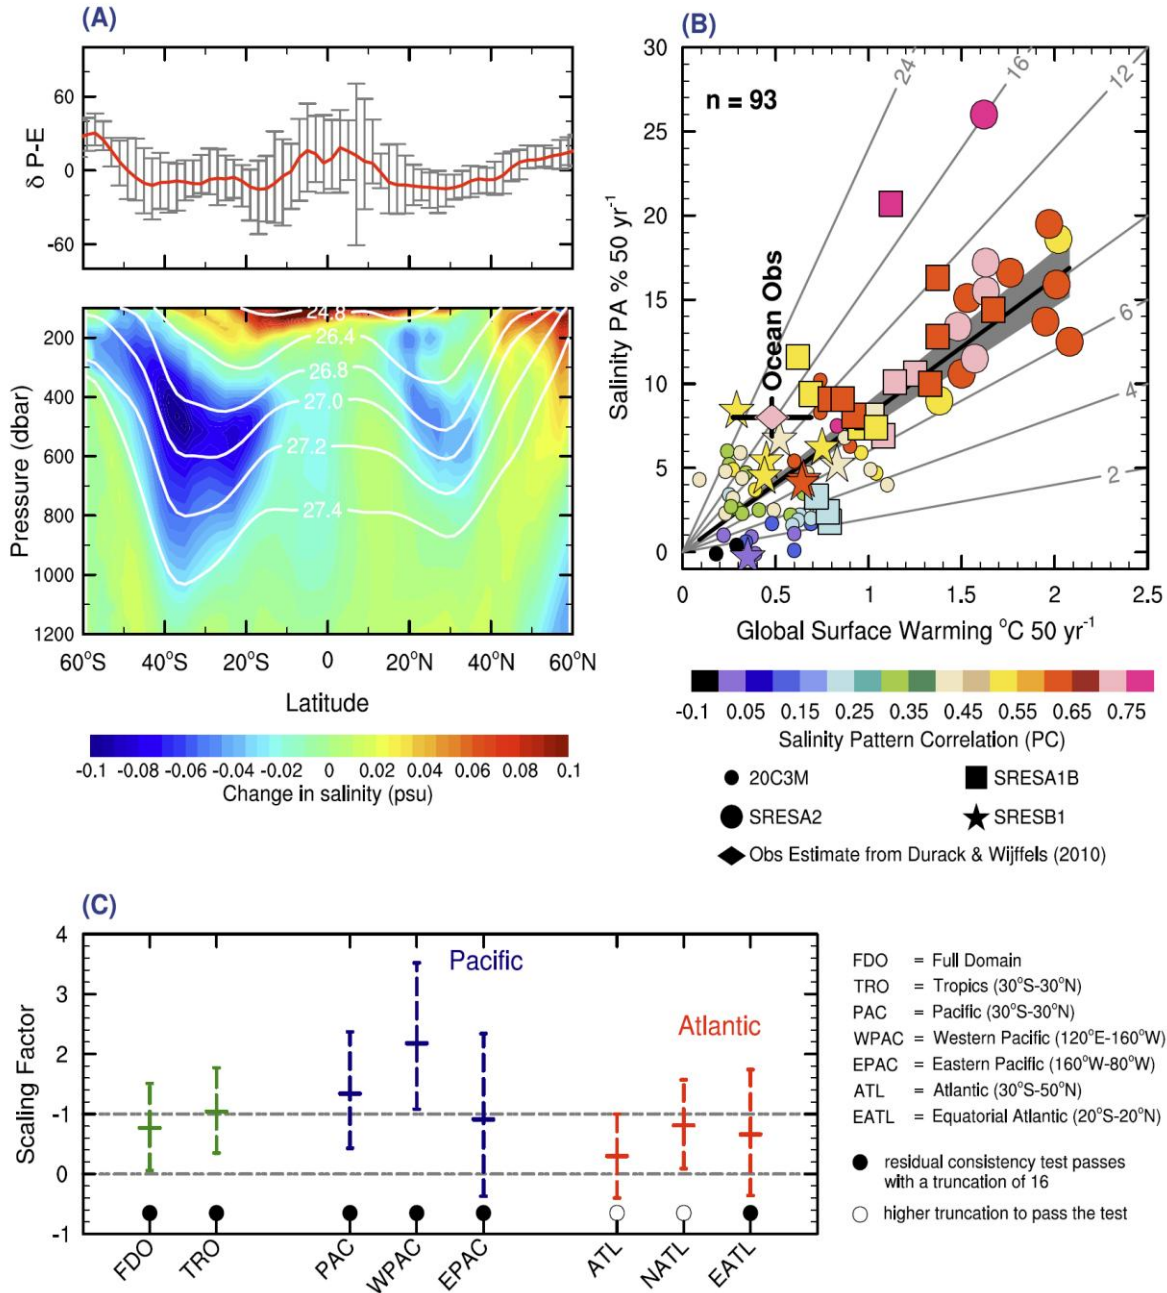 (A)
60
0
-60
δ P-E
24.8
26.4
26.8
27.0
27.2
27.4
200
400
600
800
1000
1200
Pressure (dbar)
60°S 40°S 20°S 0 20°N 40°N 60°N
Latitude
-0.1 -0.08 -0.06 -0.04 -0.02 0 0.02 0.04 0.06 0.08 0.1
Change in salinity (psu)
(B)
n = 93
24
16
12
6
4
2
Ocean Obs
30
25
20
15
10
5
0
Salinity PA % 50 yr⁻¹
0 0.5 1 1.5 2 2.5
Global Surface Warming °C 50 yr⁻¹
-0.1 0.05 0.15 0.25 0.35 0.45 0.55 0.65 0.75
Salinity Pattern Correlation (PC)
20C3M
SRESA1B
SRESA2
SRESB1
Obs Estimate from Durack & Wijffels (2010)
(C)
4
3
2
1
0
-1
Scaling Factor
Pacific
Atlantic
FDO TRO PAC WPAC EPAC ATL NATL EATL
FDO = Full Domain
TRO = Tropics (30°S-30°N)
PAC = Pacific (30°S-30°N)
WPAC = Western Pacific (120°E-160°W)
EPAC = Eastern Pacific (160°W-80°W)
ATL = Atlantic (30°S-50°N)
EATL = Equatorial Atlantic (20°S-20°N)
residual consistency test passes
with a truncation of 16
higher truncation to pass the test